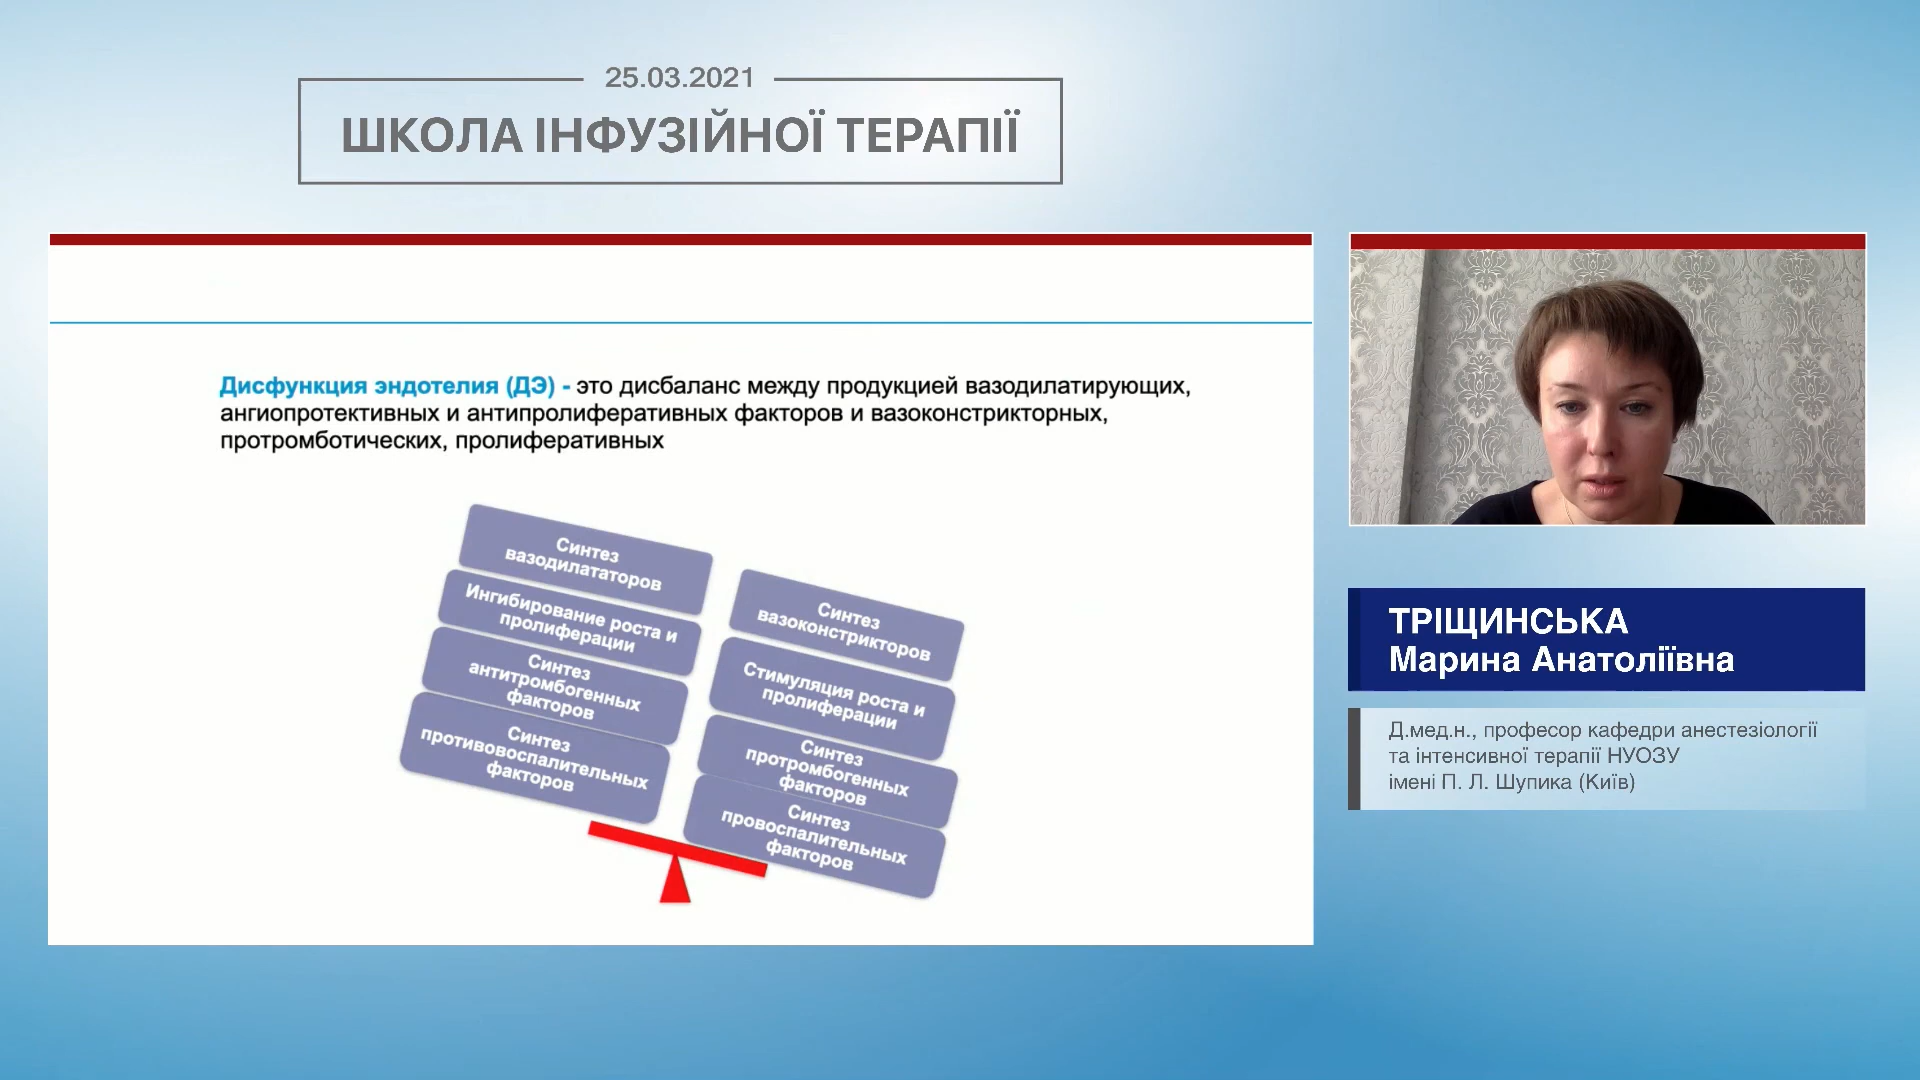 25.03.2021
ШКОЛА ІНФУЗІЙНОЇ ТЕРАПІЇ
Дисфункция эндотелия (ДЭ) - это дисбаланс между продукцией вазодилатирующих,
ангиопротективных и антипролиферативных факторов и вазоконстрикторных,
протромботических, пролиферативных
Синтез
вазодилататоров
Ингибирование роста и
пролиферации
Синтез
антитромбогенных
факторов
Синтез
противовоспалительных
факторов
Синтез
вазоконстрикторов
Стимуляция роста и
пролиферации
Синтез
протромбогенных
факторов
Синтез
провоспалительных
факторов
ТРІЩИНСЬКА
Марина Анатоліївна
Д.мед.н., професор кафедри анестезіології
та інтенсивної терапії НУОЗУ
імені П. Л. Шупика (Київ)